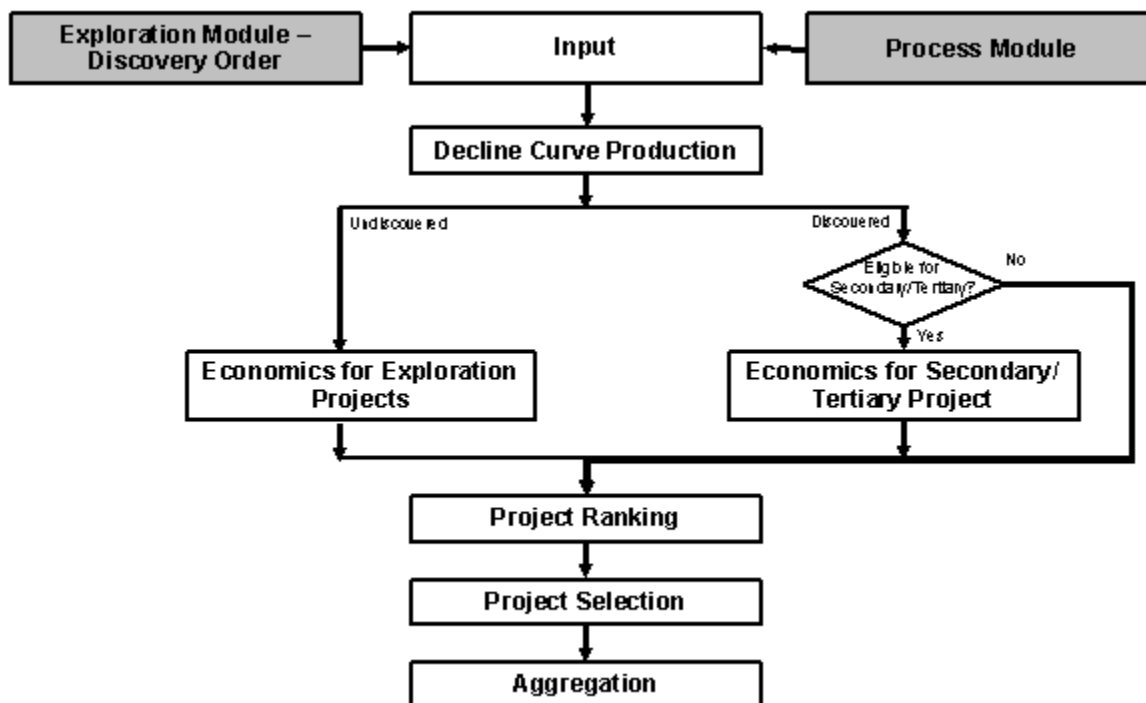 Exploration Module –
Discovery Order
Input
Process Module
Decline Curve Production
Undiscovered
Discovered
Eligible for
Secondary/Tertiary?
No
Yes
Economics for Exploration
Projects
Economics for Secondary/
Tertiary Project
Project Ranking
Project Selection
Aggregation